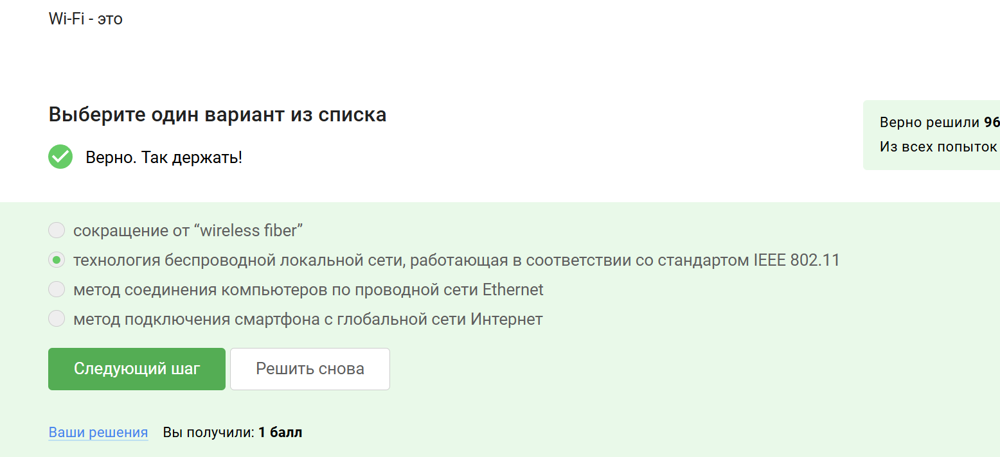 Wi-Fi - это
Выберите один вариант из списка
Верно. Так держать!
Верно решили 96
Из всех попыток
сокращение от “wireless fiber”
технология беспроводной локальной сети, работающая в соответствии со стандартом IEEE 802.11
метод соединения компьютеров по проводной сети Ethernet
метод подключения смартфона с глобальной сети Интернет
Следующий шаг
Решить снова
Ваши решения Вы получили: 1 балл